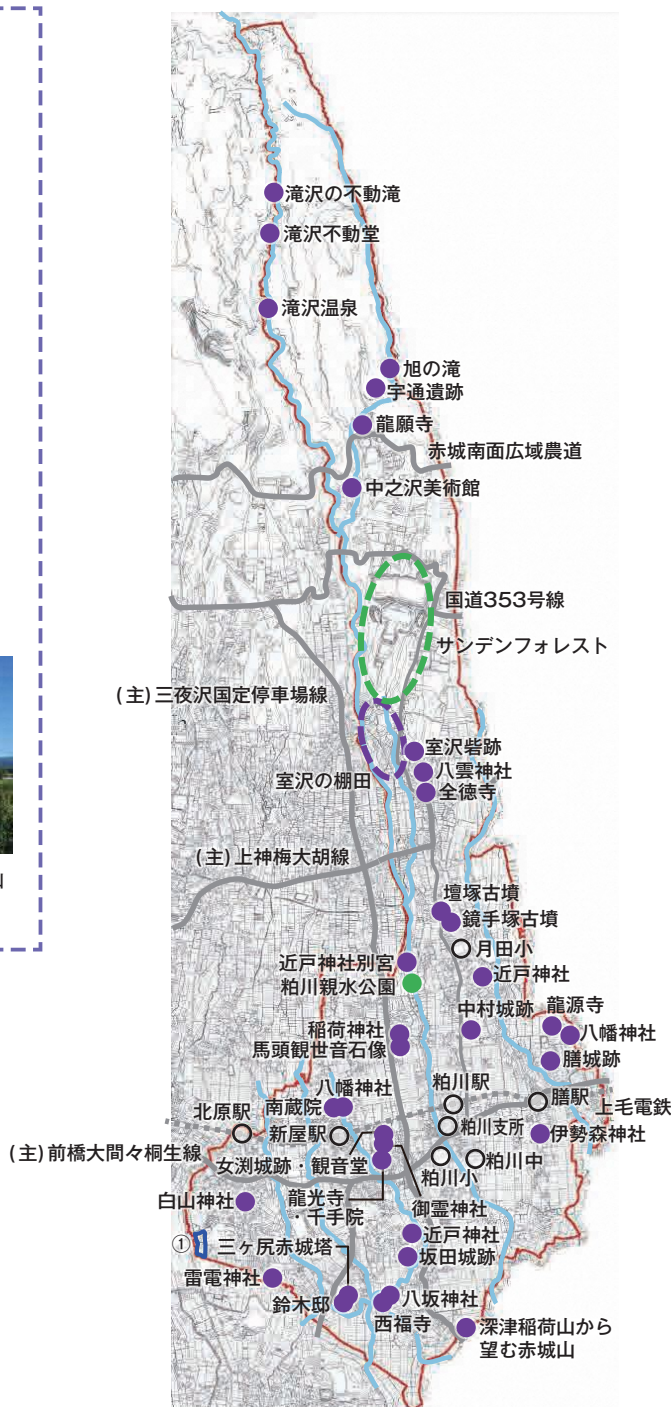 滝沢の不動滝
滝沢不動堂
滝沢温泉
旭の滝
宇通遺跡
龍願寺
赤城南面広域農道
中之沢美術館
国道353号線
サンデンフォレスト
(主)三夜沢国定停車場線
室沢砦跡
八雲神社
室沢の棚田
全徳寺
(主)上神梅大胡線
壇塚古墳
鏡手塚古墳
月田小
近戸神社別宮
近戸神社
粕川親水公園
中村城跡
龍源寺
稲荷神社
八幡神社
馬頭観世音石像
膳城跡
八幡神社
粕川駅
膳駅
南蔵院
上毛電鉄
北原駅
新屋駅
粕川支所
伊勢森神社
(主)前橋大間々桐生線
女渕城跡・観音堂
粕川小
粕川中
龍光寺
・千手院
御霊神社
白山神社
近戸神社
①
三ヶ尻赤城塔
坂田城跡
雷電神社
鈴木邸
八坂神社
西福寺
深津稲荷山から
望む赤城山